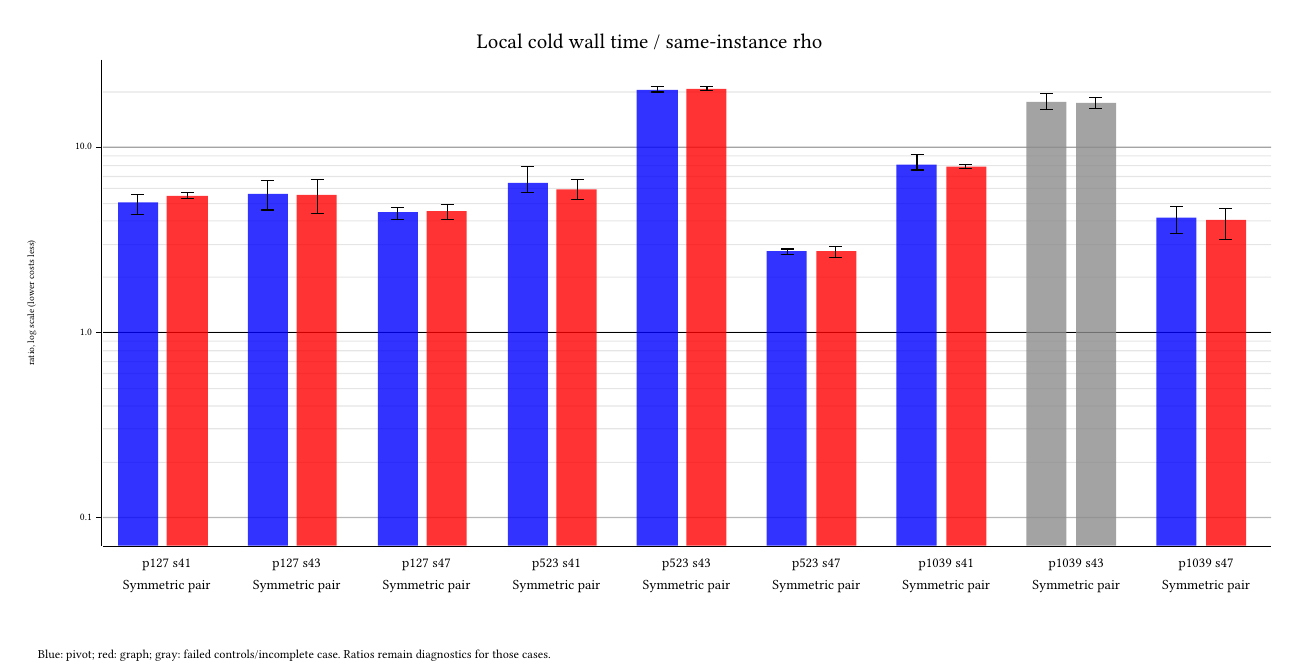 Local cold wall time / same-instance rho
ratio, log scale (lower costs less)
10.0
1.0
0.1
p127 s41
Symmetric pair
p127 s43
Symmetric pair
p127 s47
Symmetric pair
p523 s41
Symmetric pair
p523 s43
Symmetric pair
p523 s47
Symmetric pair
p1039 s41
Symmetric pair
p1039 s43
Symmetric pair
p1039 s47
Symmetric pair
Blue: pivot; red: graph; gray: failed controls/incomplete case. Ratios remain diagnostics for those cases.